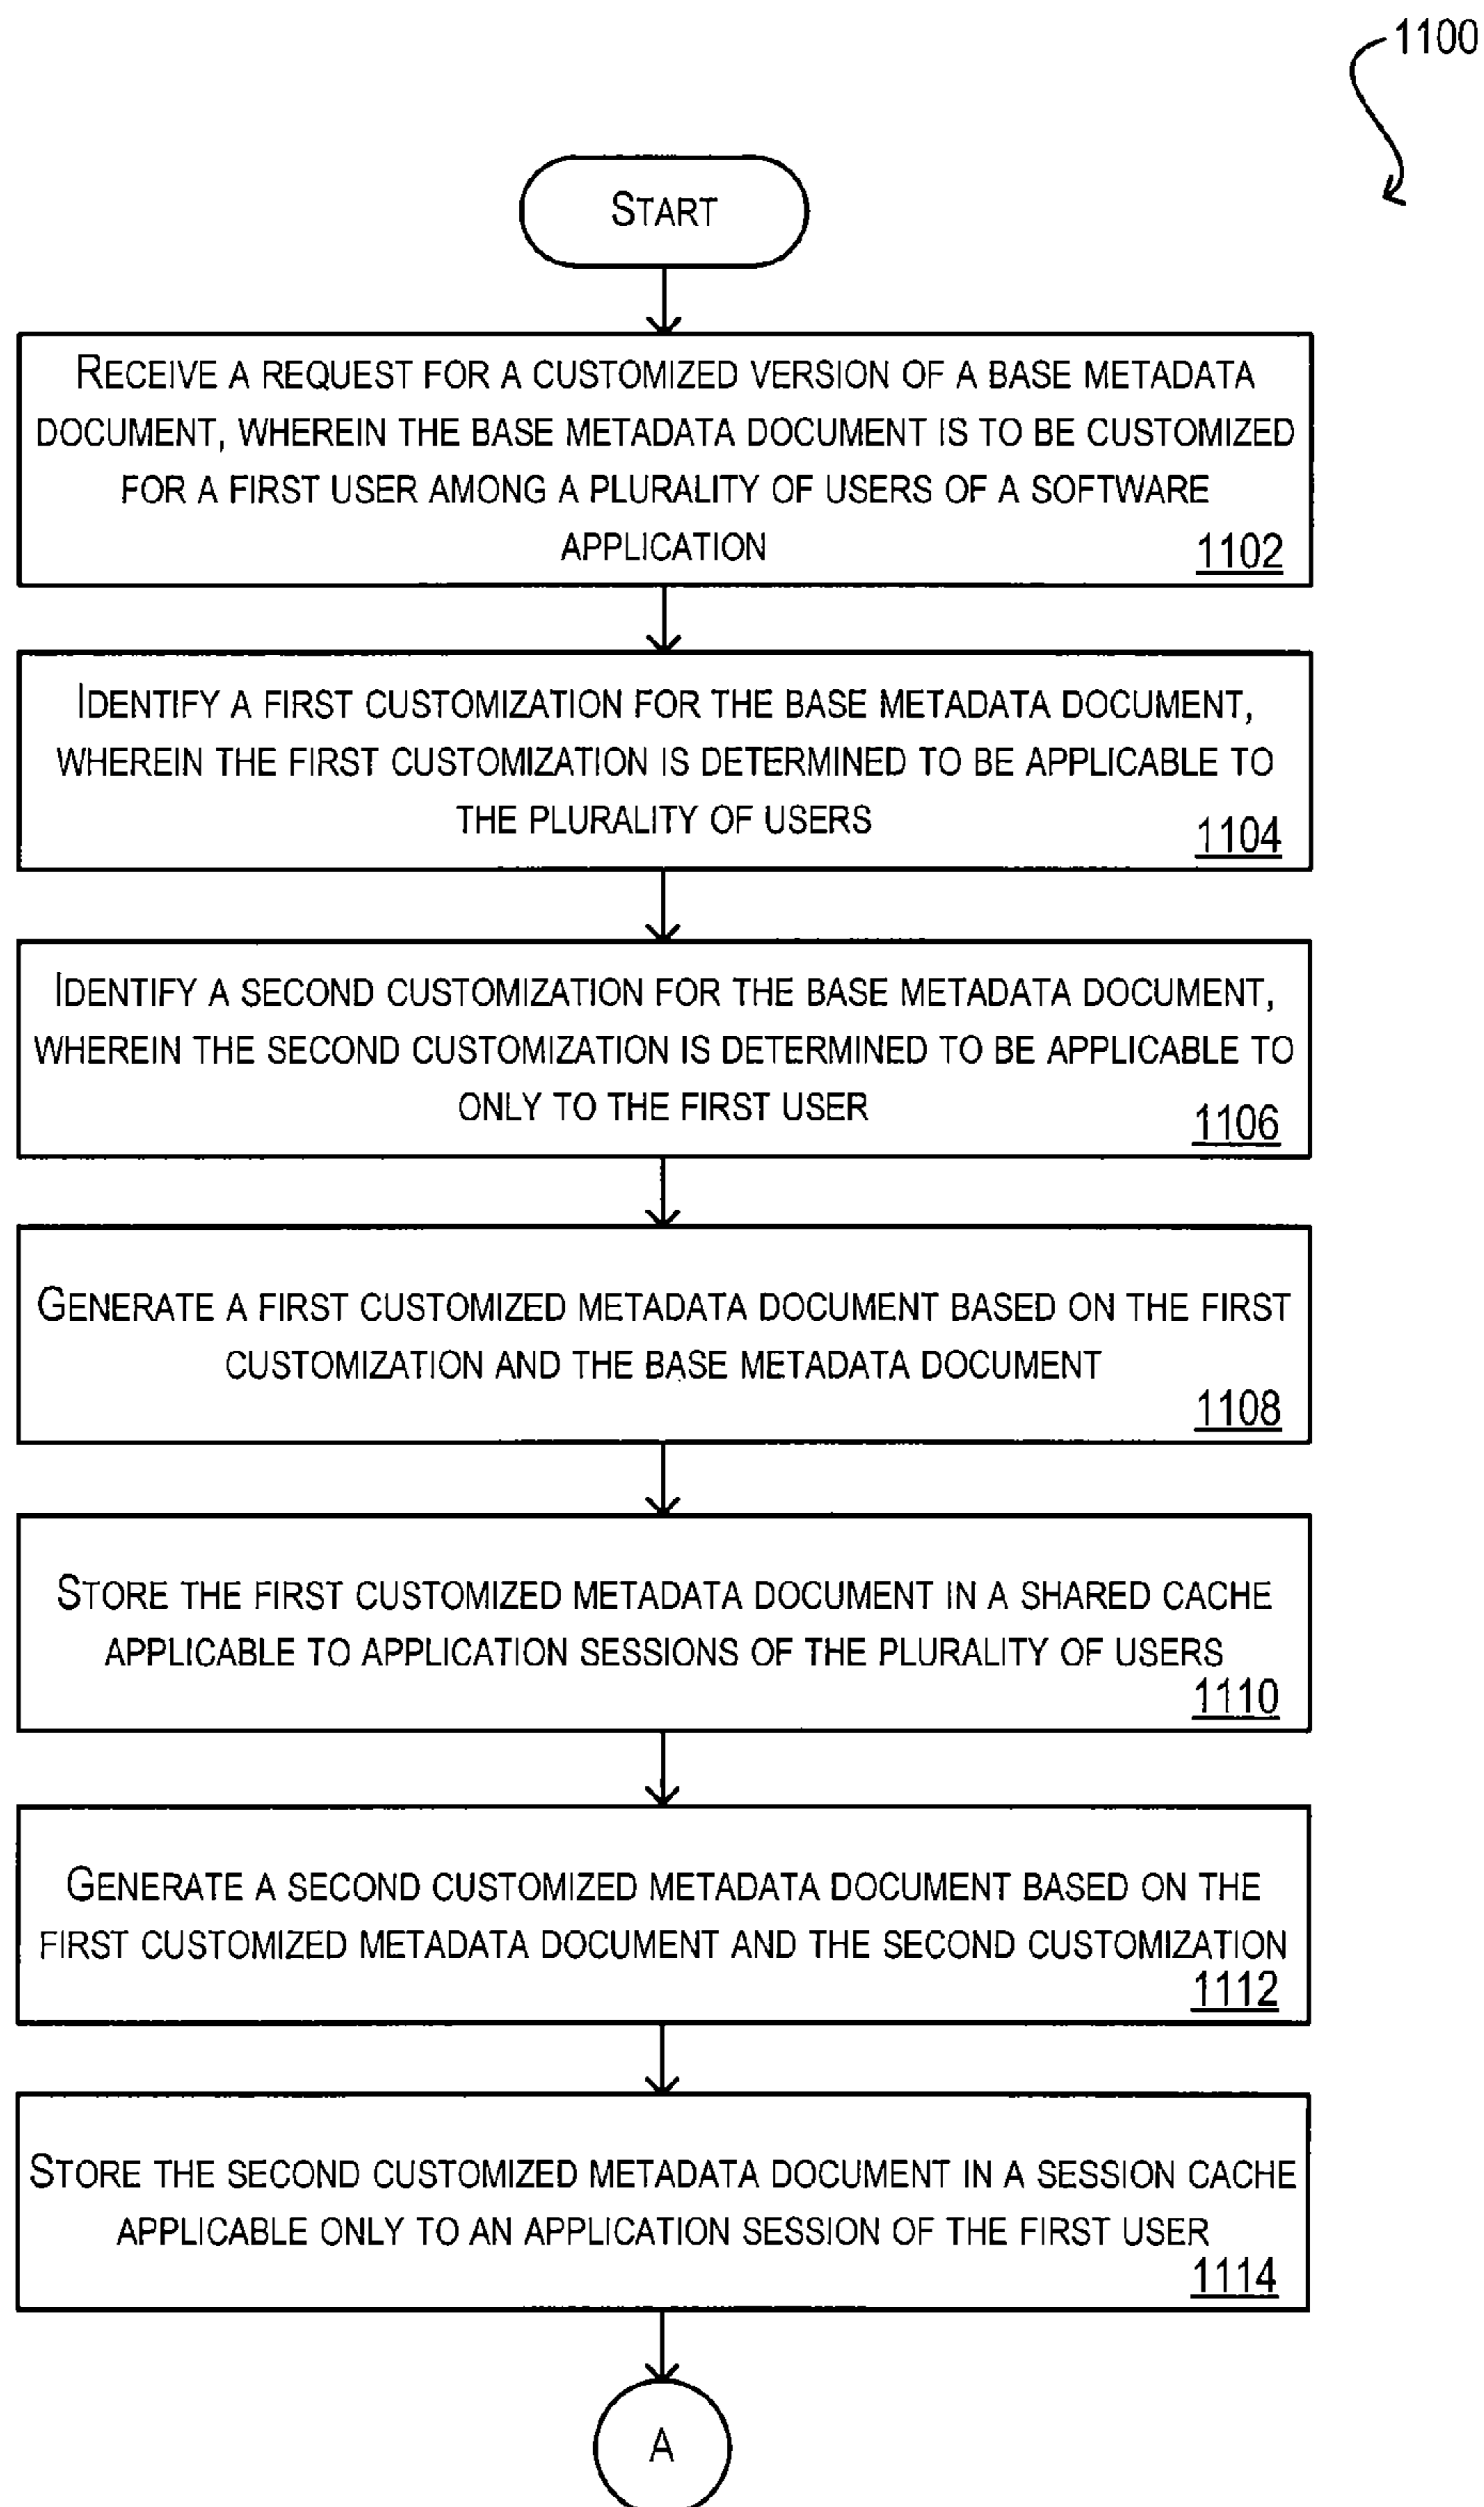 1100
START
RECEIVE A REQUEST FOR A CUSTOMIZED VERSION OF A BASE METADATA
DOCUMENT, WHEREIN THE BASE METADATA DOCUMENT IS TO BE CUSTOMIZED
FOR A FIRST USER AMONG A PLURALITY OF USERS OF A SOFTWARE
APPLICATION
1102
IDENTIFY A FIRST CUSTOMIZATION FOR THE BASE METADATA DOCUMENT,
WHEREIN THE FIRST CUSTOMIZATION IS DETERMINED TO BE APPLICABLE TO
THE PLURALITY OF USERS
1104
IDENTIFY A SECOND CUSTOMIZATION FOR THE BASE METADATA DOCUMENT,
WHEREIN THE SECOND CUSTOMIZATION IS DETERMINED TO BE APPLICABLE TO
ONLY TO THE FIRST USER
1106
GENERATE A FIRST CUSTOMIZED METADATA DOCUMENT BASED ON THE FIRST
CUSTOMIZATION AND THE BASE METADATA DOCUMENT
1108
STORE THE FIRST CUSTOMIZED METADATA DOCUMENT IN A SHARED CACHE
APPLICABLE TO APPLICATION SESSIONS OF THE PLURALITY OF USERS
1110
GENERATE A SECOND CUSTOMIZED METADATA DOCUMENT BASED ON THE
FIRST CUSTOMIZED METADATA DOCUMENT AND THE SECOND CUSTOMIZATION
1112
STORE THE SECOND CUSTOMIZED METADATA DOCUMENT IN A SESSION CACHE
APPLICABLE ONLY TO AN APPLICATION SESSION OF THE FIRST USER
1114
A